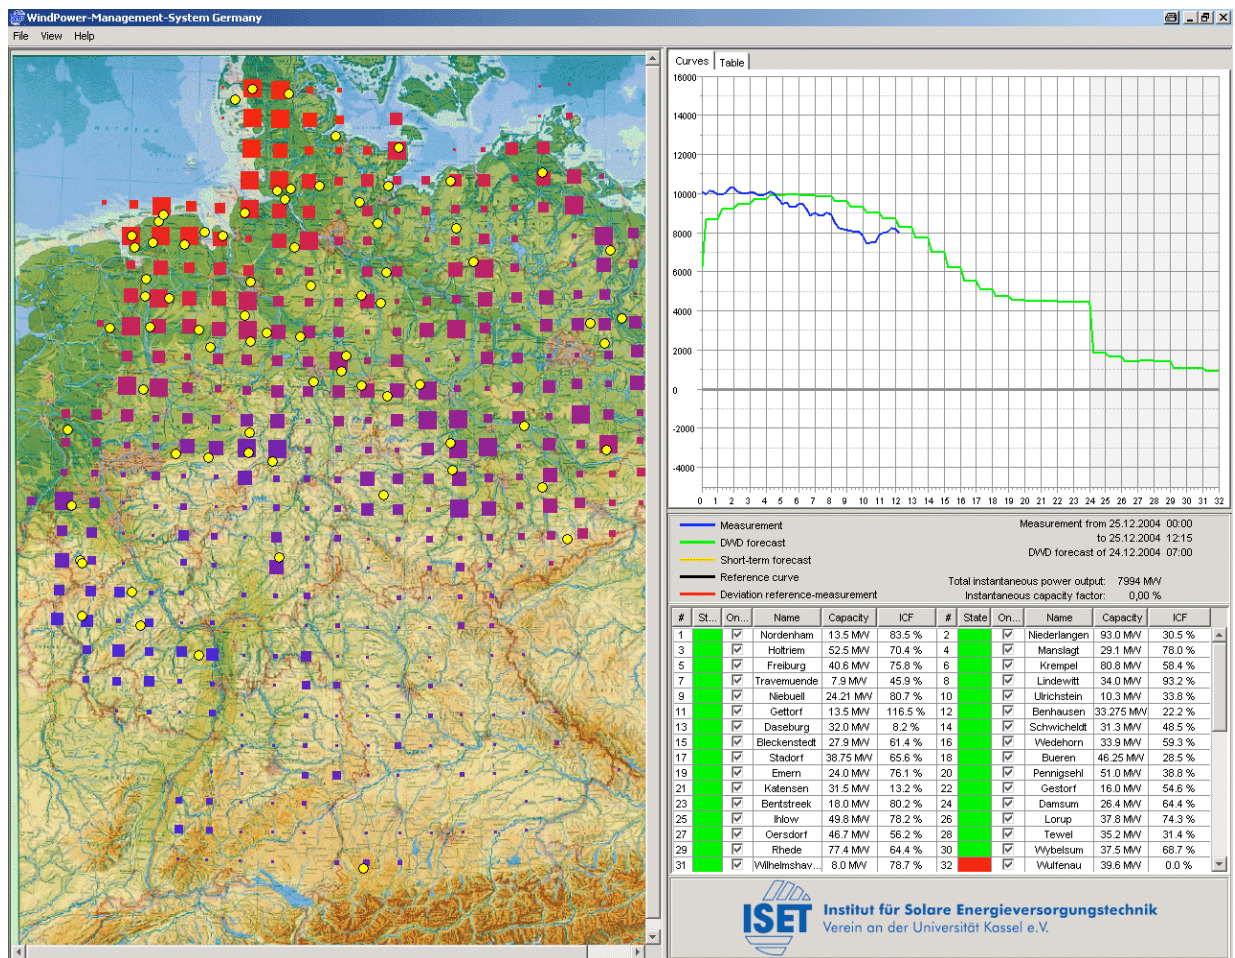 WindPower-Management-System Germany
File View Help
Curves Table
16000
14000
12000
10000
8000
6000
4000
2000
0
-2000
-4000
0 1 2 3 4 5 6 7 8 9 10 11 12 13 14 15 16 17 18 19 20 21 22 23 24 25 26 27 28 29 30 31 32
Measurement
DWD forecast
Short-term forecast
Reference curve
Deviation reference-measurement
Measurement from 25.12.2004 00:00
to 25.12.2004 12:15
DWD forecast of 24.12.2004 07:00
Total instantaneous power output: 7994 MW
Instantaneous capacity factor: 0,00 %
# St... On... Name Capacity ICF # State On... Name Capacity ICF
1 Nordenham 13.5 MW 83.5 % 2 Niederlangen 93.0 MW 30.5 %
3 Holtriem 52.5 MW 70.4 % 4 Manslagt 29.1 MW 78.0 %
5 Freiburg 40.6 MW 75.8 % 6 Krempel 80.8 MW 58.4 %
7 Travemuende 7.9 MW 45.9 % 8 Lindewitt 34.0 MW 93.2 %
9 Niebuell 24.21 MW 80.7 % 10 Ulrichstein 10.3 MW 33.8 %
11 Gettorf 13.5 MW 116.5 % 12 Benhausen 33.275 MW 22.2 %
13 Daseburg 32.0 MW 8.2 % 14 Schwicheldt 31.3 MW 48.5 %
15 Bleckenstedt 27.9 MW 61.4 % 16 Wedehorn 33.9 MW 59.3 %
17 Stadorf 38.75 MW 65.6 % 18 Bueren 46.25 MW 28.5 %
19 Emern 24.0 MW 76.1 % 20 Pennigsehl 51.0 MW 38.8 %
21 Katensen 31.5 MW 13.2 % 22 Gestorf 16.0 MW 54.6 %
23 Bentstreek 18.0 MW 80.2 % 24 Damsum 26.4 MW 64.4 %
25 Ihlow 49.8 MW 78.2 % 26 Lorup 37.8 MW 74.3 %
27 Oersdorf 46.7 MW 56.2 % 28 Tewel 35.2 MW 31.4 %
29 Rhede 77.4 MW 64.4 % 30 Wybelsum 37.5 MW 68.7 %
31 Wilhelmshav... 8.0 MW 78.7 % 32 Wulfenau 39.6 MW 0.0 %
ISET
Institut für Solare Energieversorgungstechnik
Verein an der Universität Kassel e.V.